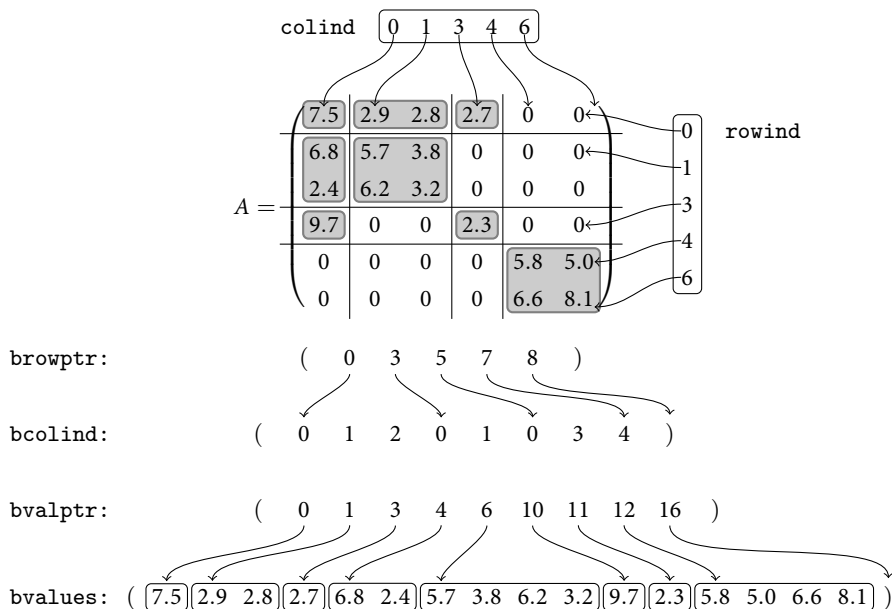 colind 0 1 3 4 6
7.5 2.9 2.8 2.7 0 0 0 rowind
6.8 5.7 3.8 0 0 0 1
2.4 6.2 3.2 0 0 0
A =
9.7 0 0 2.3 0 0 3
0 0 0 0 5.8 5.0 4
0 0 0 0 6.6 8.1 6
browptr: ( 0 3 5 7 8 )
bcolind: ( 0 1 2 0 1 0 3 4 )
bvalptr: ( 0 1 3 4 6 10 11 12 16 )
bvalues: ( 7.5 2.9 2.8 2.7 6.8 2.4 5.7 3.8 6.2 3.2 9.7 2.3 5.8 5.0 6.6 8.1 )